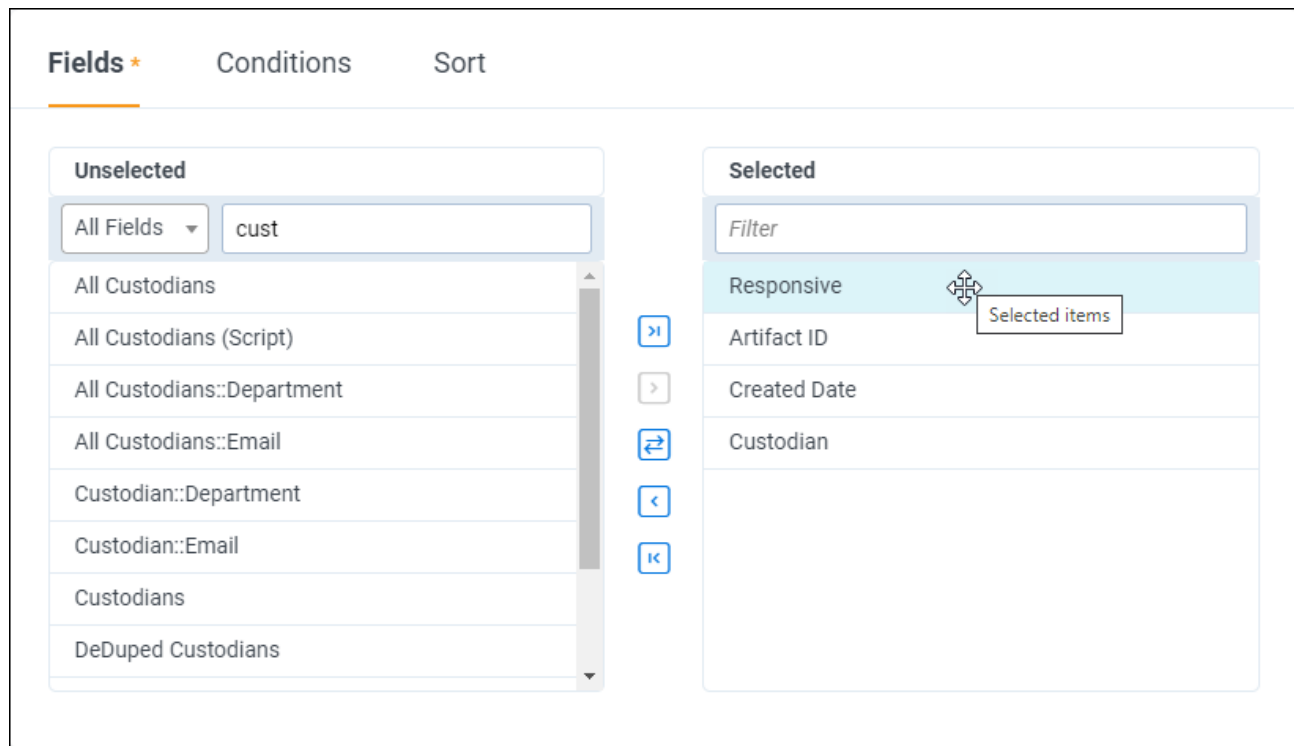 Fields * Conditions Sort
Unselected
All Fields cust
All Custodians
All Custodians (Script)
All Custodians::Department
All Custodians::Email
Custodian::Department
Custodian::Email
Custodians
DeDuped Custodians
Selected
Filter
Responsive
Selected items
Artifact ID
Created Date
Custodian